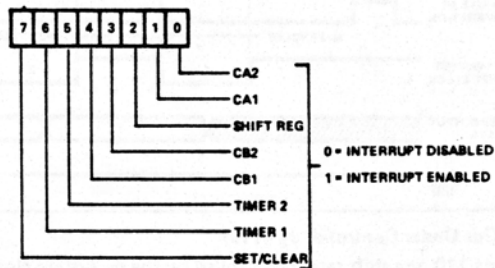 7 6 5 4 3 2 1 0
CA2
CA1
SHIFT REG
CB2
CB1
TIMER 2
TIMER 1
SET/CLEAR
0 = INTERRUPT DISABLED
1 = INTERRUPT ENABLED